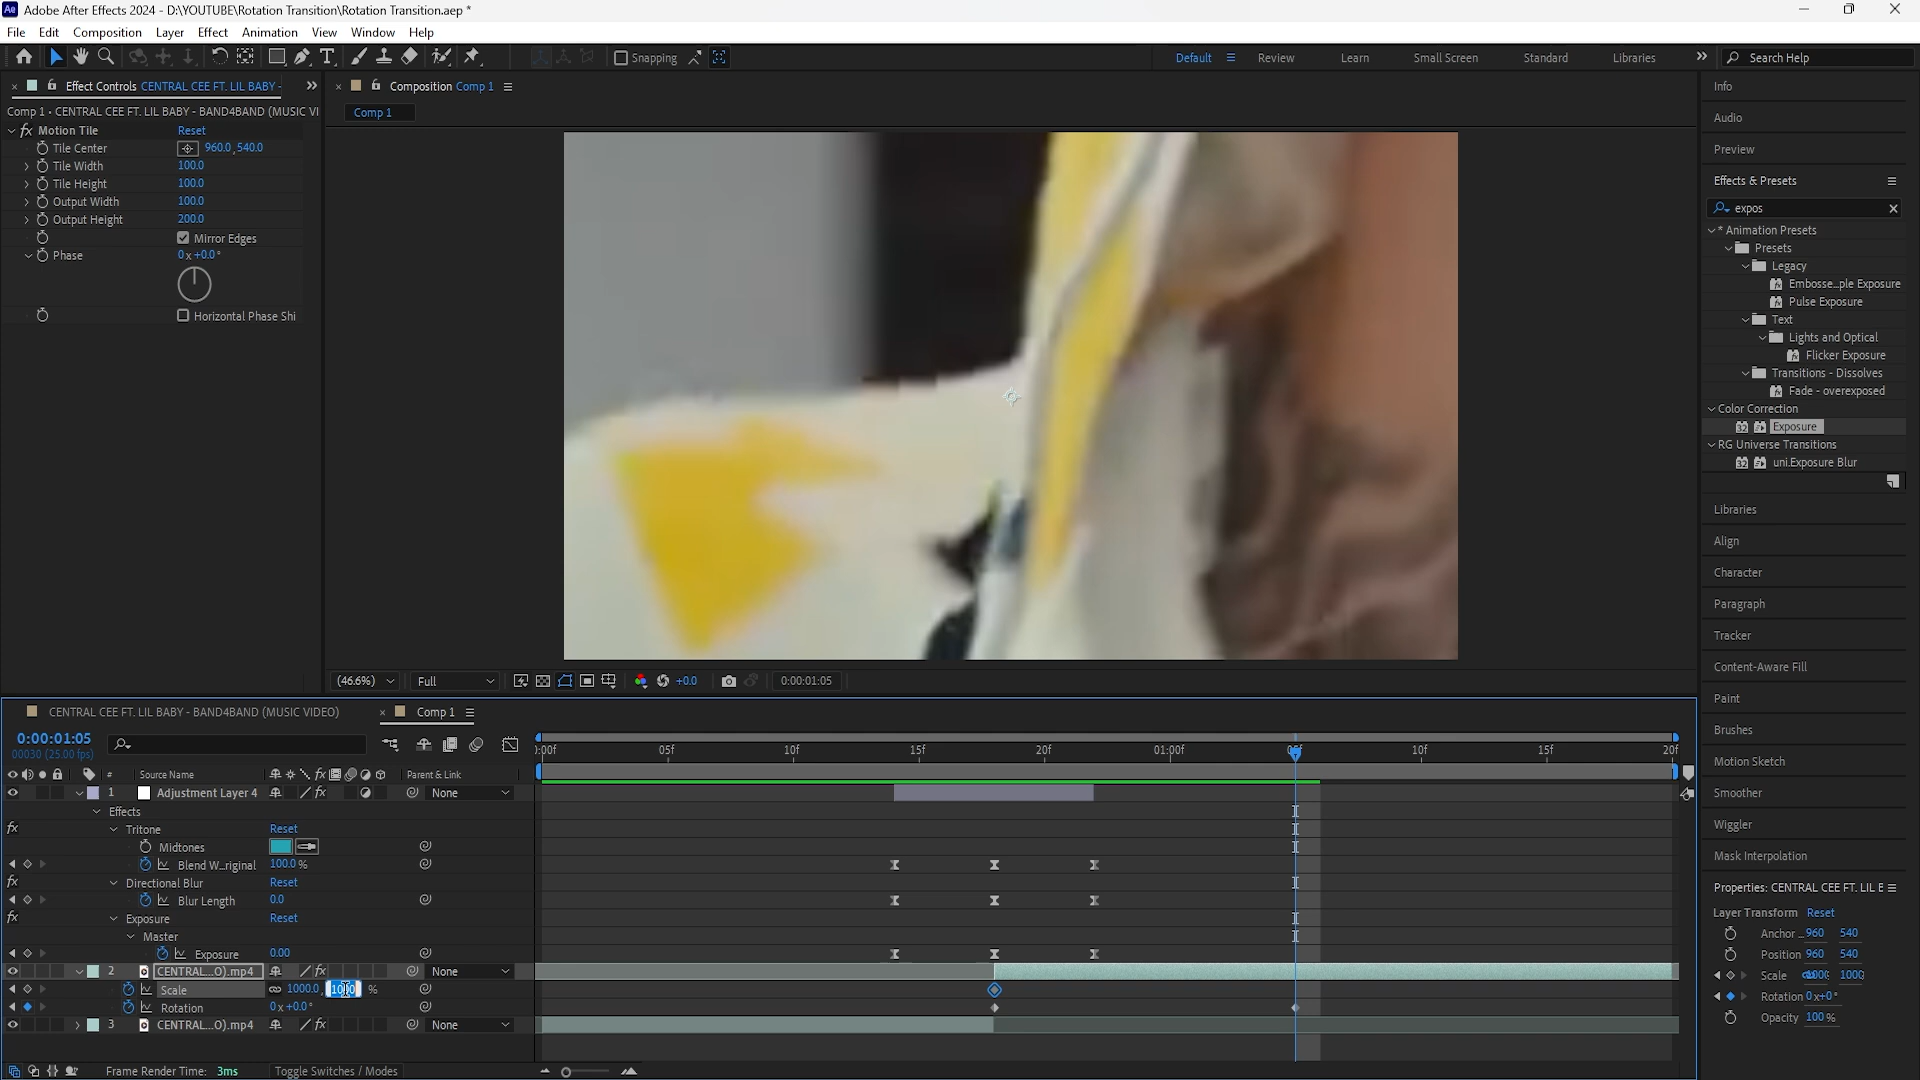 Adobe After Effects 2024 - D:\YOUTUBE\Rotation Transition\Rotation Transition.aep *
File Edit Composition Layer Effect Animation View Window Help
Snapping Default Review Learn Small Screen Standard Libraries Search Help
Effect Controls CENTRAL CEE FT. LIL BABY -
Comp 1 • CENTRAL CEE FT. LIL BABY - BAND4BAND (MUSIC VI
fx Motion Tile Reset
Tile Center 960.0, 540.0
Tile Width 100.0
Tile Height 100.0
Output Width 100.0
Output Height 200.0
Mirror Edges
Phase 0x+0.0°
Horizontal Phase Shi
Composition Comp 1
Comp 1
(46.6%) Full +0.0 0:00:01:05
Info
Audio
Preview
Effects & Presets
expos
* Animation Presets
Presets
Legacy
Embosse...ple Exposure
Pulse Exposure
Text
Lights and Optical
Flicker Exposure
Transitions - Dissolves
Fade - overexposed
Color Correction
32 Exposure
RG Universe Transitions
32 uni.Exposure Blur
Libraries
Align
Character
Paragraph
Tracker
Content-Aware Fill
Paint
Brushes
Motion Sketch
Smoother
Wiggler
Mask Interpolation
Properties: CENTRAL CEE FT. LIL E
Layer Transform Reset
Anchor ... 960 540
Position 960 540
Scale 1000
Rotation 0x+0°
Opacity 100 %
CENTRAL CEE FT. LIL BABY - BAND4BAND (MUSIC VIDEO) Comp 1
0:00:01:05
00030 (25.00 fps)
:00f 05f 10f 15f 20f 01:00f 10f 15f 20f
# Source Name Parent & Link
1 Adjustment Layer 4 None
Effects
fx Tritone Reset
Midtones
Blend W...riginal 100.0 %
fx Directional Blur Reset
Blur Length 0.0
fx Exposure Reset
Master
Exposure 0.00
2 CENTRAL...O).mp4 None
Scale 1000.0, %
Rotation 0x+0.0°
3 CENTRAL...O).mp4 None
Frame Render Time: 3ms Toggle Switches / Modes